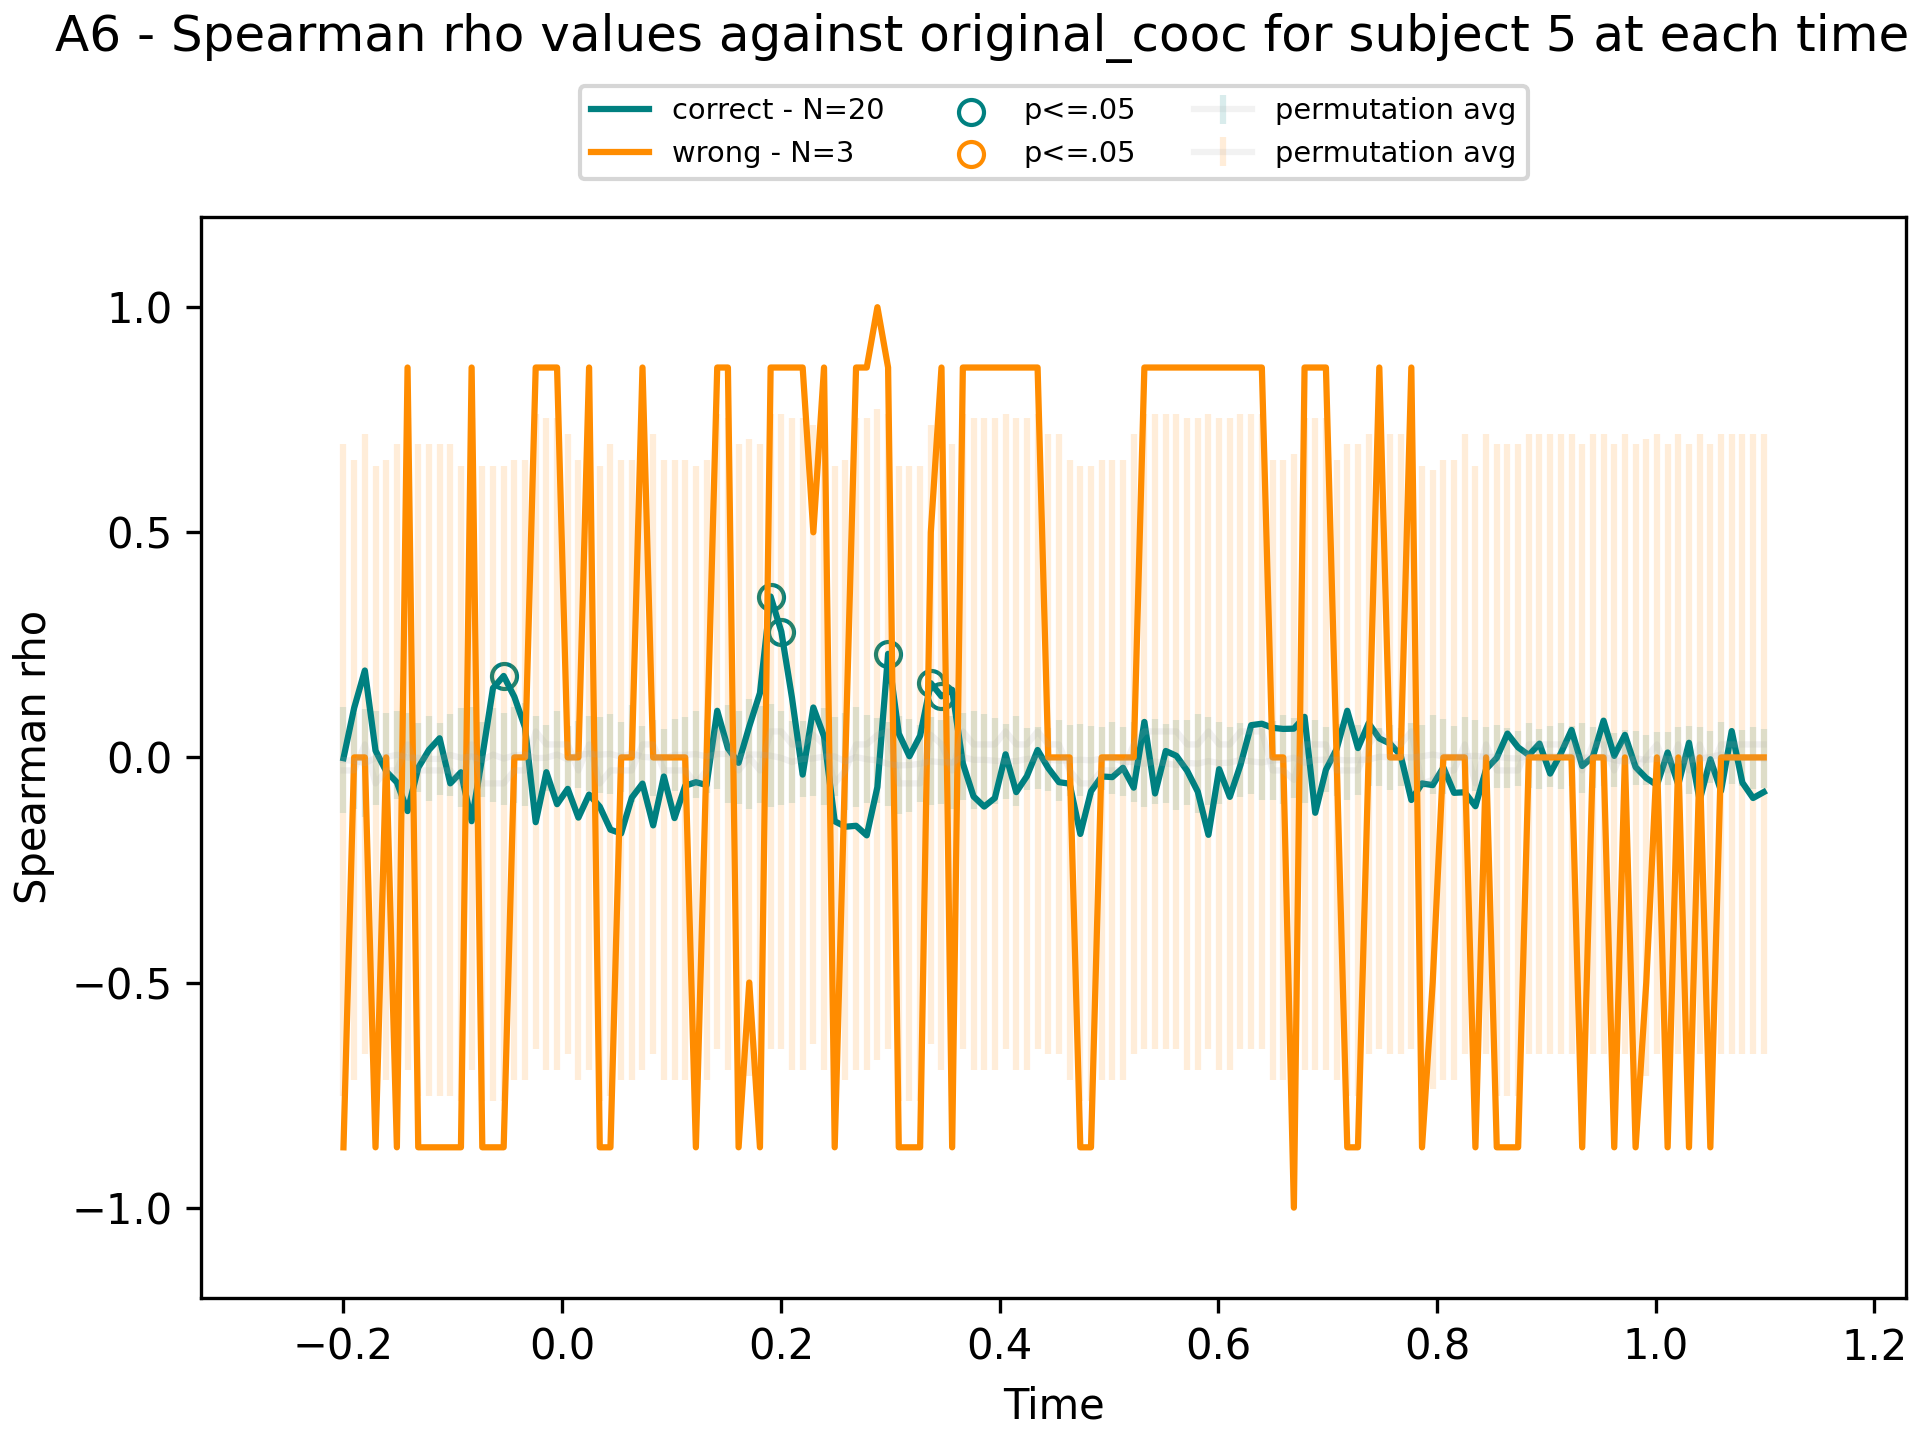 A6 - Spearman rho values against original_cooc for subject 5 at each time
correct - N=20 p<=.05 permutation avg
wrong - N=3 p<=.05 permutation avg
1.0
0.5
0.0
−0.5
−1.0
Spearman rho
−0.2 0.0 0.2 0.4 0.6 0.8 1.0 1.2
Time